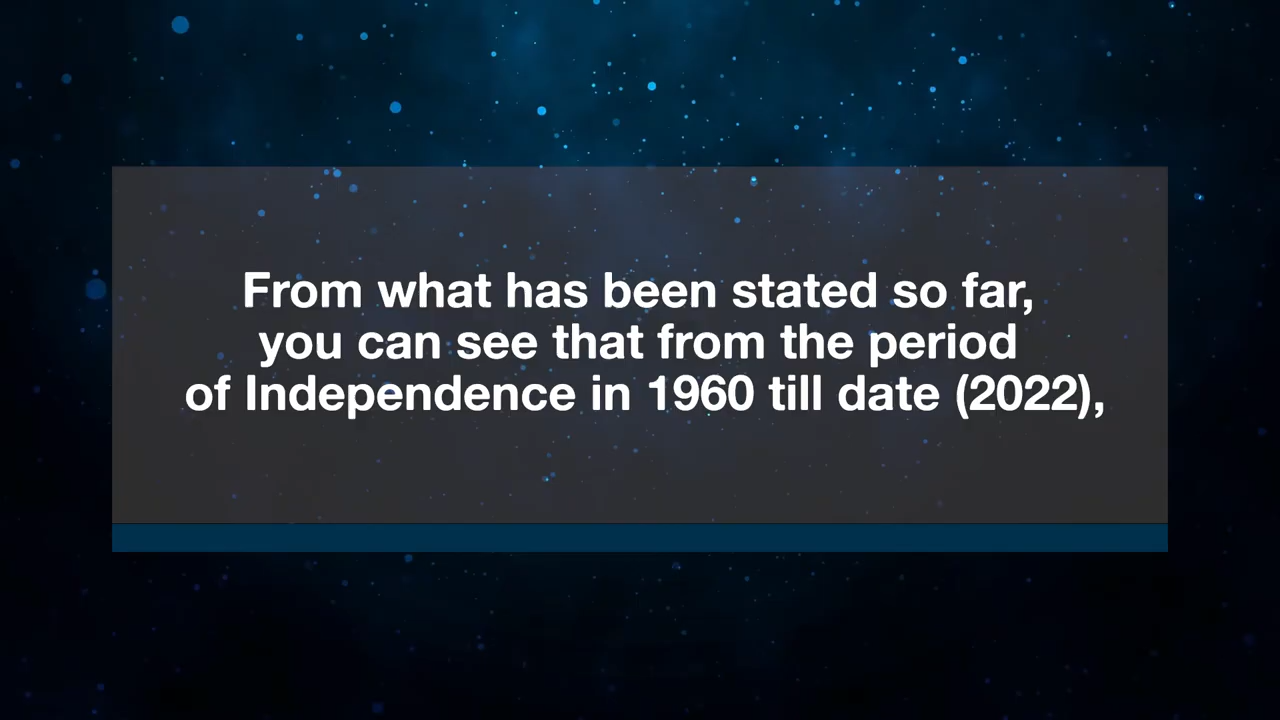 From what has been stated so far,
you can see that from the period
of Independence in 1960 till date (2022),